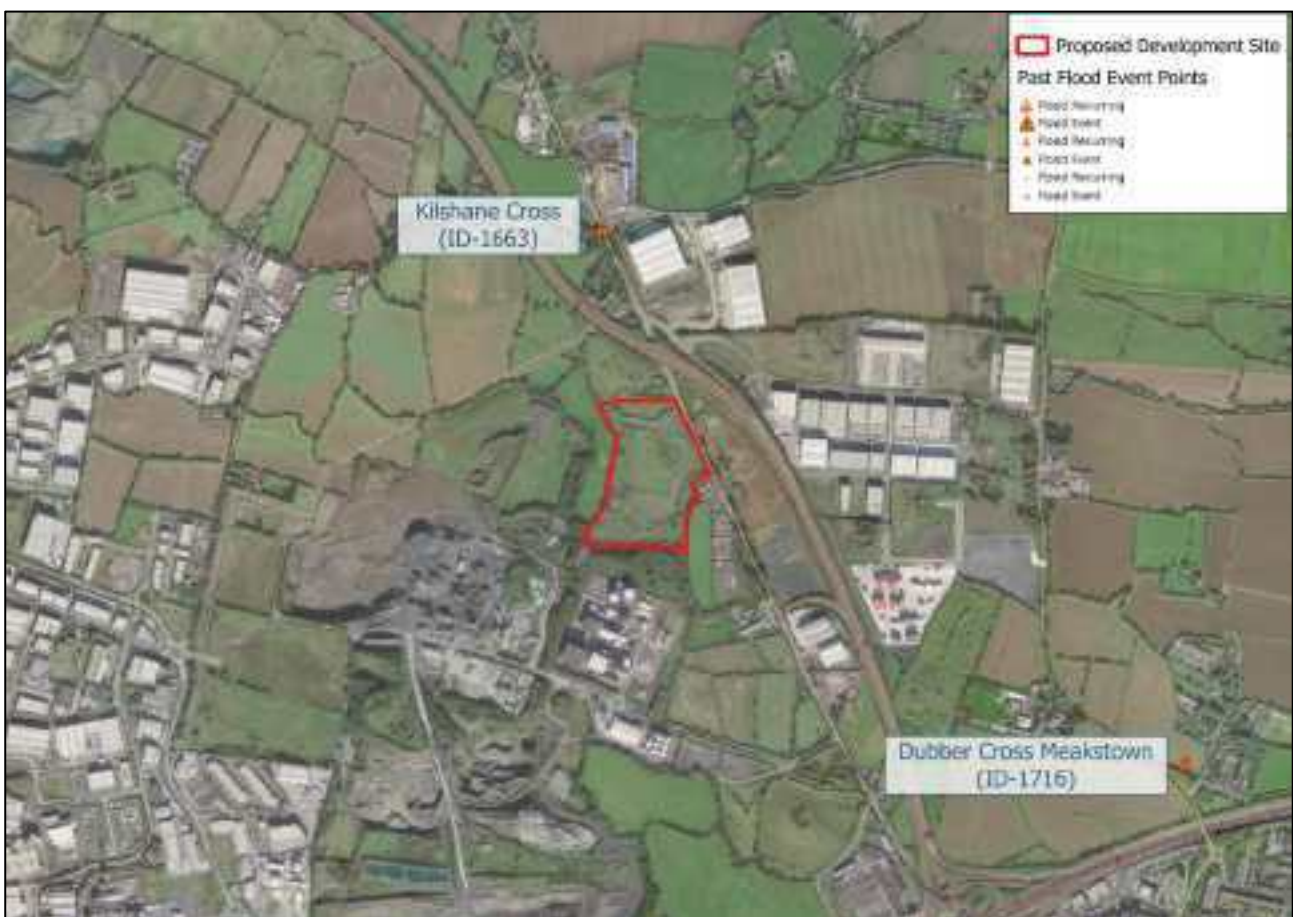 Proposed Development Site
Past Flood Event Points
Flood Recurring
Flood Event
Flood Recurring
Flood Event
Flood Recurring
Flood Event
Kilshane Cross
(ID-1663)
Dubber Cross Meakstown
(ID-1716)